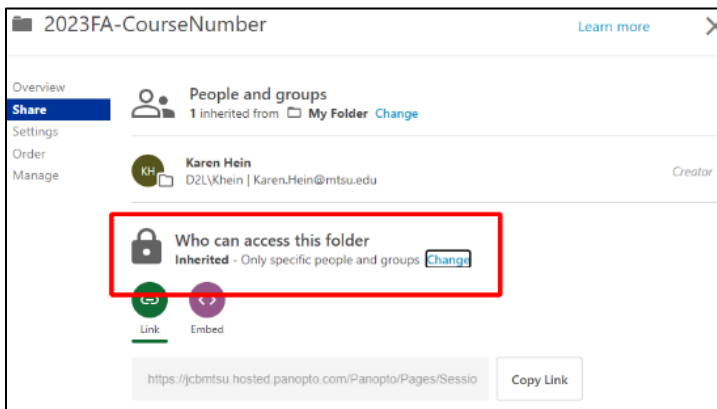 2023FA-CourseNumber
Learn more
Overview
Share
Settings
Order
Manage
People and groups
1 inherited from My Folder Change
KH
Karen Hein
D2L\Khein | Karen.Hein@mtsu.edu
Creator
Who can access this folder
Inherited - Only specific people and groups Change
Link
Embed
https://jcbmtsu.hosted.panopto.com/Panopto/Pages/Sessio
Copy Link